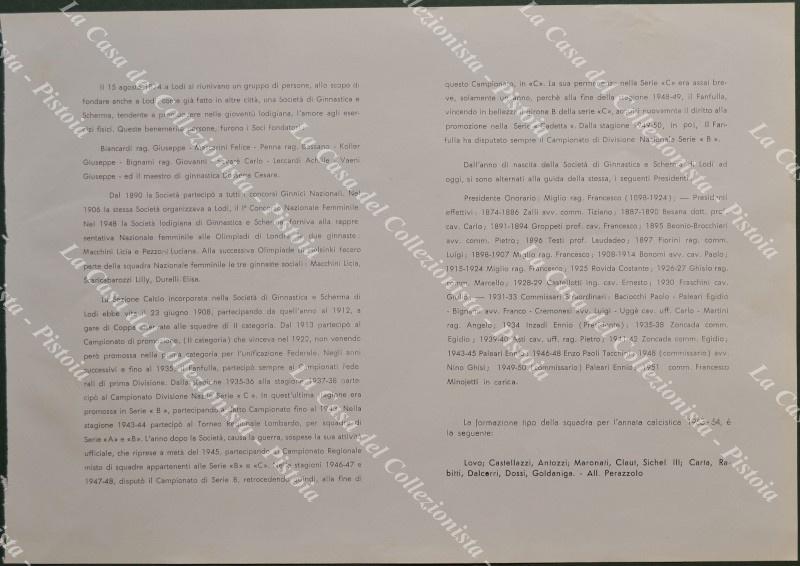 Il 15 agosto 1874 a Lodi si riunivano un gruppo di persone, allo scopo di
fondare anche a Lodi, come già fatto in altre città, una Società di Ginnastica e
Scherma, tendente a promuovere nella gioventù lodigiana, l'amore agli eser-
cizi fisici. Queste benemerite persone, furono i Soci fondatori:
Biancardi rag. Giuseppe - Felice - Penna rag. Bassano - Koller
Giuseppe - Bignami rag. Giovanni - Carlo - Leccardi Achille - Vaeni
Giuseppe - ed il maestro di ginnastica Cesare.
Dal 1890 la Società partecipò a tutti i concorsi Ginnici Nazionali. Nel
1906 la stessa Società organizzava a Lodi, il I° Concorso Nazionale Femminile.
Nel 1948 la Società lodigiana di Ginnastica e Scherma forniva alla rappre-
sentativa Nazionale femminile alle Olimpiadi di Londra le due ginnaste:
Macchini Licia e Pezzoni Luciana. Alla successiva Olimpiade di Helsinki fecero
parte della squadra Nazionale femminile le tre ginnaste sociali: Macchini Licia,
Scaricabarozzi Lilly, Durelli Elisa.
La Sezione Calcio incorporata nella Società di Ginnastica e Scherma di
Lodi ebbe vita il 23 giugno 1908, partecipando da quell'anno al 1912, a
gare di Coppa riservate alle squadre di II categoria. Dal 1913 partecipò al
Campionato di promozione, (II categoria) che vinceva nel 1922, non venendo
però promossa nella prima categoria per l'unificazione Federale. Negli anni
successivi e fino al 1935, il Fanfulla, partecipò sempre ai Campionati Fede-
rali di prima Divisione. Dalla stagione 1935-36 alla stagione 1937-38 parte-
cipò al Campionato Divisione Naz. Serie « C ». In quest'ultima stagione era
promossa in Serie « B », partecipando a detto Campionato fino al 1943. Nella
stagione 1943-44 partecipò al Torneo Regionale Lombardo, per squadre di
Serie «A» e «B». L'anno dopo la Società, causa la guerra, sospese la sua attività
ufficiale, che riprese a metà del 1945, partecipando al Campionato Regionale
misto di squadre appartenenti alle Serie «B» e «C». Nelle stagioni 1946-47 e
1947-48, disputò il Campionato di Serie B, retrocedendo quindi, alla fine di
questo Campionato, in «C». La sua permanenza nella Serie «C» era assai bre-
ve, solamente un anno, perchè alla fine della stagione 1948-49, il Fanfulla,
vincendo in bellezza il girone B della serie «C», acquisì nuovamente il diritto alla
promozione nella Serie «cadetta». Dalla stagione 1949-50, in poi, il Fan-
fulla ha disputato sempre il Campionato di Divisione Nazionale Serie « B ».
Dall'anno di nascita della Società di Ginnastica e Scherma di Lodi ad
oggi, si sono alternati alla guida della stessa, i seguenti Presidenti:
Presidente Onorario: Miglio rag. Francesco (1098-1924); — Presidenti
effettivi: 1874-1886 Zalli avv. comm. Tiziano; 1887-1890 Besana dott. prof.
cav. Carlo; 1891-1894 Groppeti prof. cav. Francesco; 1895 Beonio-Brocchieri
avv. comm. Pietro; 1896 Testi prof. Laudadeo; 1897 Fiorini rag. comm.
Luigi; 1898-1907 Miglio rag. Francesco; 1908-1914 Bonomi avv. cav. Paolo;
1915-1924 Miglio rag. Francesco; 1925 Rovida Costante; 1926-27 Ghisio rag.
comm. Marcello; 1928-29 Castellotti ing. cav. Ernesto; 1930 Fraschini cav.
Giulio; — 1931-33 Commissari Straordinari: Baciocchi Paolo - Paleari Egidio
- Bignami avv. Franco - Cremonesi avv. Luigi - Uggè cav. uff. Carlo - Martini
rag. Angelo; 1934 Inzadi Ennio (Presidente); 1935-38 Zoncada comm.
Egidio; 1939-40 Asti cav. uff. rag. Pietro; 1941-42 Zoncada comm. Egidio;
1943-45 Paleari Ennio; 1946-48 Enzo Paoli Tacchini; 1948 (commissario) avv.
Nino Ghisi; 1949-50 (commissario) Paleari Ennio; 1951 comm. Francesco
Minojetti in carica.
La formazione tipo della squadra per l'annata calcistica 1953-54, è
la seguente:
Lovo; Castellazzi, Antozzi; Maronati, Claut, Sichel III; Carta, Ra-
bitti, Dalcerri, Dossi, Goldaniga. - All. Perazzolo
La Casa del Collezionista - Pistoia